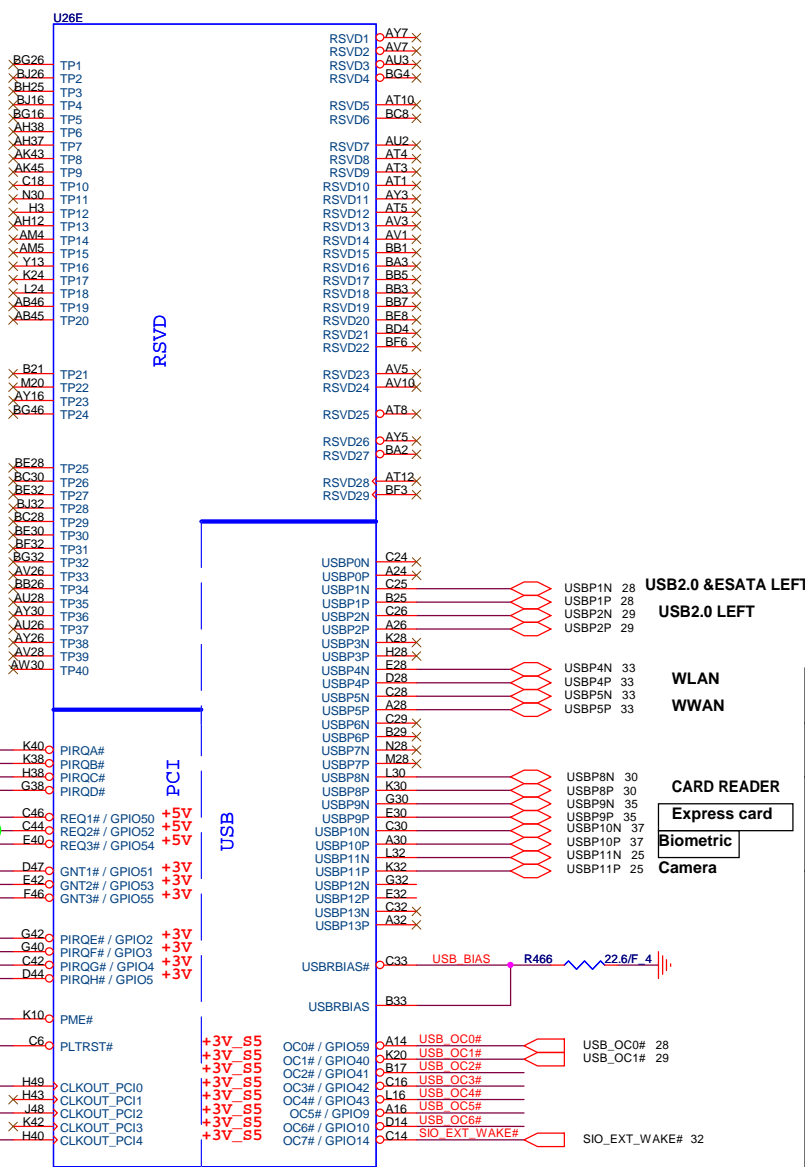 U26E
BG26 TP1
BJ26 TP2
BH25 TP3
BJ16 TP4
BG16 TP5
AH38 TP6
AH37 TP7
AK43 TP8
AK45 TP9
C18 TP10
N30 TP11
H3 TP12
AH12 TP13
AM4 TP14
AM5 TP15
Y13 TP16
K24 TP17
L24 TP18
AB46 TP19
AB45 TP20
B21 TP21
M20 TP22
AY16 TP23
BG46 TP24
BE28 TP25
BC30 TP26
BE32 TP27
BJ32 TP28
BC28 TP29
BE30 TP30
BF32 TP31
BG32 TP32
AV26 TP33
BB26 TP34
AU28 TP35
AY30 TP36
AU26 TP37
AY26 TP38
AV28 TP39
AW30 TP40
RSVD
RSVD1 AY7
RSVD2 AV7
RSVD3 AU3
RSVD4 BG4
RSVD5 AT10
RSVD6 BC8
RSVD7 AU2
RSVD8 AT4
RSVD9 AT3
RSVD10 AT1
RSVD11 AY3
RSVD12 AT5
RSVD13 AV3
RSVD14 AV1
RSVD15 BB1
RSVD16 BA3
RSVD17 BB5
RSVD18 BB3
RSVD19 BB7
RSVD20 BE8
RSVD21 BD4
RSVD22 BF6
RSVD23 AV5
RSVD24 AV10
RSVD25 AT8
RSVD26 AY5
RSVD27 BA2
RSVD28 AT12
RSVD29 BF3
K40 PIRQA#
K38 PIRQB#
H38 PIRQC#
G38 PIRQD#
C46 REQ1# / GPIO50 +5V
C44 REQ2# / GPIO52 +5V
E40 REQ3# / GPIO54 +5V
D47 GNT1# / GPIO51 +3V
E42 GNT2# / GPIO53 +3V
F46 GNT3# / GPIO55 +3V
G42 PIRQE# / GPIO2 +3V
G40 PIRQF# / GPIO3 +3V
C42 PIRQG# / GPIO4 +3V
D44 PIRQH# / GPIO5 +3V
K10 PME#
C6 PLTRST#
H49 CLKOUT_PCI0
H43 CLKOUT_PCI1
J48 CLKOUT_PCI2
K42 CLKOUT_PCI3
H40 CLKOUT_PCI4
PCI
USB
USBP0N C24
USBP0P A24
USBP1N C25 USBP1N 28 USB2.0 &ESATA LEFT
USBP1P B25 USBP1P 28
USBP2N C26 USBP2N 29 USB2.0 LEFT
USBP2P A26 USBP2P 29
USBP3N K28
USBP3P H28
USBP4N E28 USBP4N 33
USBP4P D28 USBP4P 33 WLAN
USBP5N C28 USBP5N 33
USBP5P A28 USBP5P 33 WWAN
USBP6N C29
USBP6P B29
USBP7N N28
USBP7P M28
USBP8N L30 USBP8N 30
USBP8P K30 USBP8P 30 CARD READER
USBP9N G30 USBP9N 35
USBP9P E30 USBP9P 35 Express card
USBP10N C30 USBP10N 37
USBP10P A30 USBP10P 37 Biometric
USBP11N L32 USBP11N 25
USBP11P K32 USBP11P 25 Camera
USBP12N G32
USBP12P E32
USBP13N C32
USBP13P A32
USBRBIAS# C33 USB_BIAS R466 22.6/F_4
USBRBIAS B33
+3V_S5 OC0# / GPIO59 A14 USB_OC0# USB_OC0# 28
+3V_S5 OC1# / GPIO40 K20 USB_OC1# USB_OC1# 29
+3V_S5 OC2# / GPIO41 B17 USB_OC2#
+3V_S5 OC3# / GPIO42 C16 USB_OC3#
+3V_S5 OC4# / GPIO43 L16 USB_OC4#
+3V_S5 OC5# / GPIO9 A16 USB_OC5#
+3V_S5 OC6# / GPIO10 D14 USB_OC6#
+3V_S5 OC7# / GPIO14 C14 SIO_EXT_WAKE# SIO_EXT_WAKE# 32